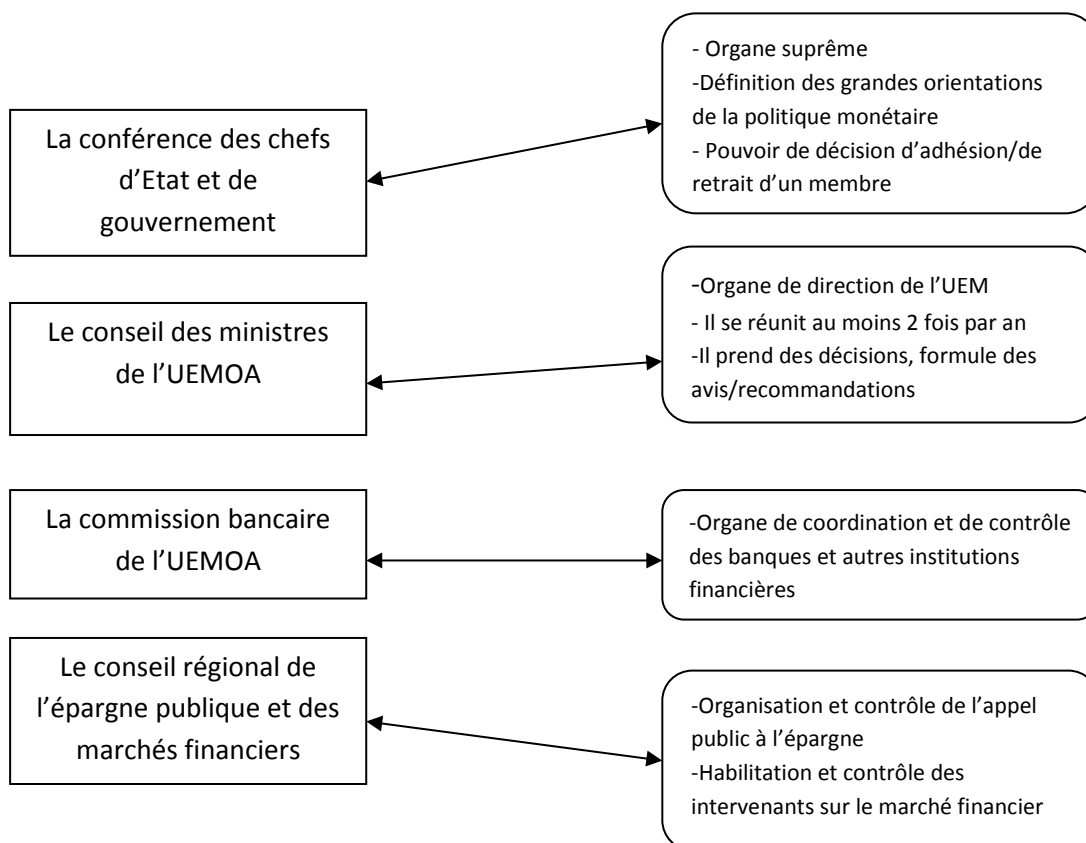 La conférence des chefs
d’Etat et de
gouvernement
- Organe suprême
-Définition des grandes orientations
de la politique monétaire
- Pouvoir de décision d’adhésion/de
retrait d’un membre
Le conseil des ministres
de l’UEMOA
-Organe de direction de l’UEM
- Il se réunit au moins 2 fois par an
-Il prend des décisions, formule des
avis/recommandations
La commission bancaire
de l’UEMOA
-Organe de coordination et de contrôle
des banques et autres institutions
financières
Le conseil régional de
l’épargne publique et des
marchés financiers
-Organisation et contrôle de l’appel
public à l’épargne
-Habilitation et contrôle des
intervenants sur le marché financier